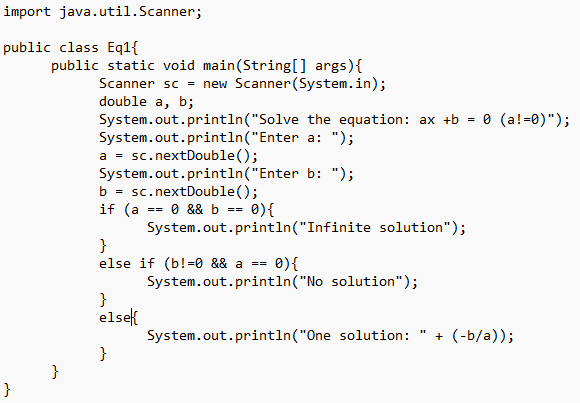 import java.util.Scanner;
public class Eq1{
public static void main(String[] args){
Scanner sc = new Scanner(System.in);
double a, b;
System.out.println("Solve the equation: ax +b = 0 (a!=0)");
System.out.println("Enter a: ");
a = sc.nextDouble();
System.out.println("Enter b: ");
b = sc.nextDouble();
if (a == 0 && b == 0){
System.out.println("Infinite solution");
}
else if (b!=0 && a == 0){
System.out.println("No solution");
}
else{
System.out.println("One solution: " + (-b/a));
}
}
}